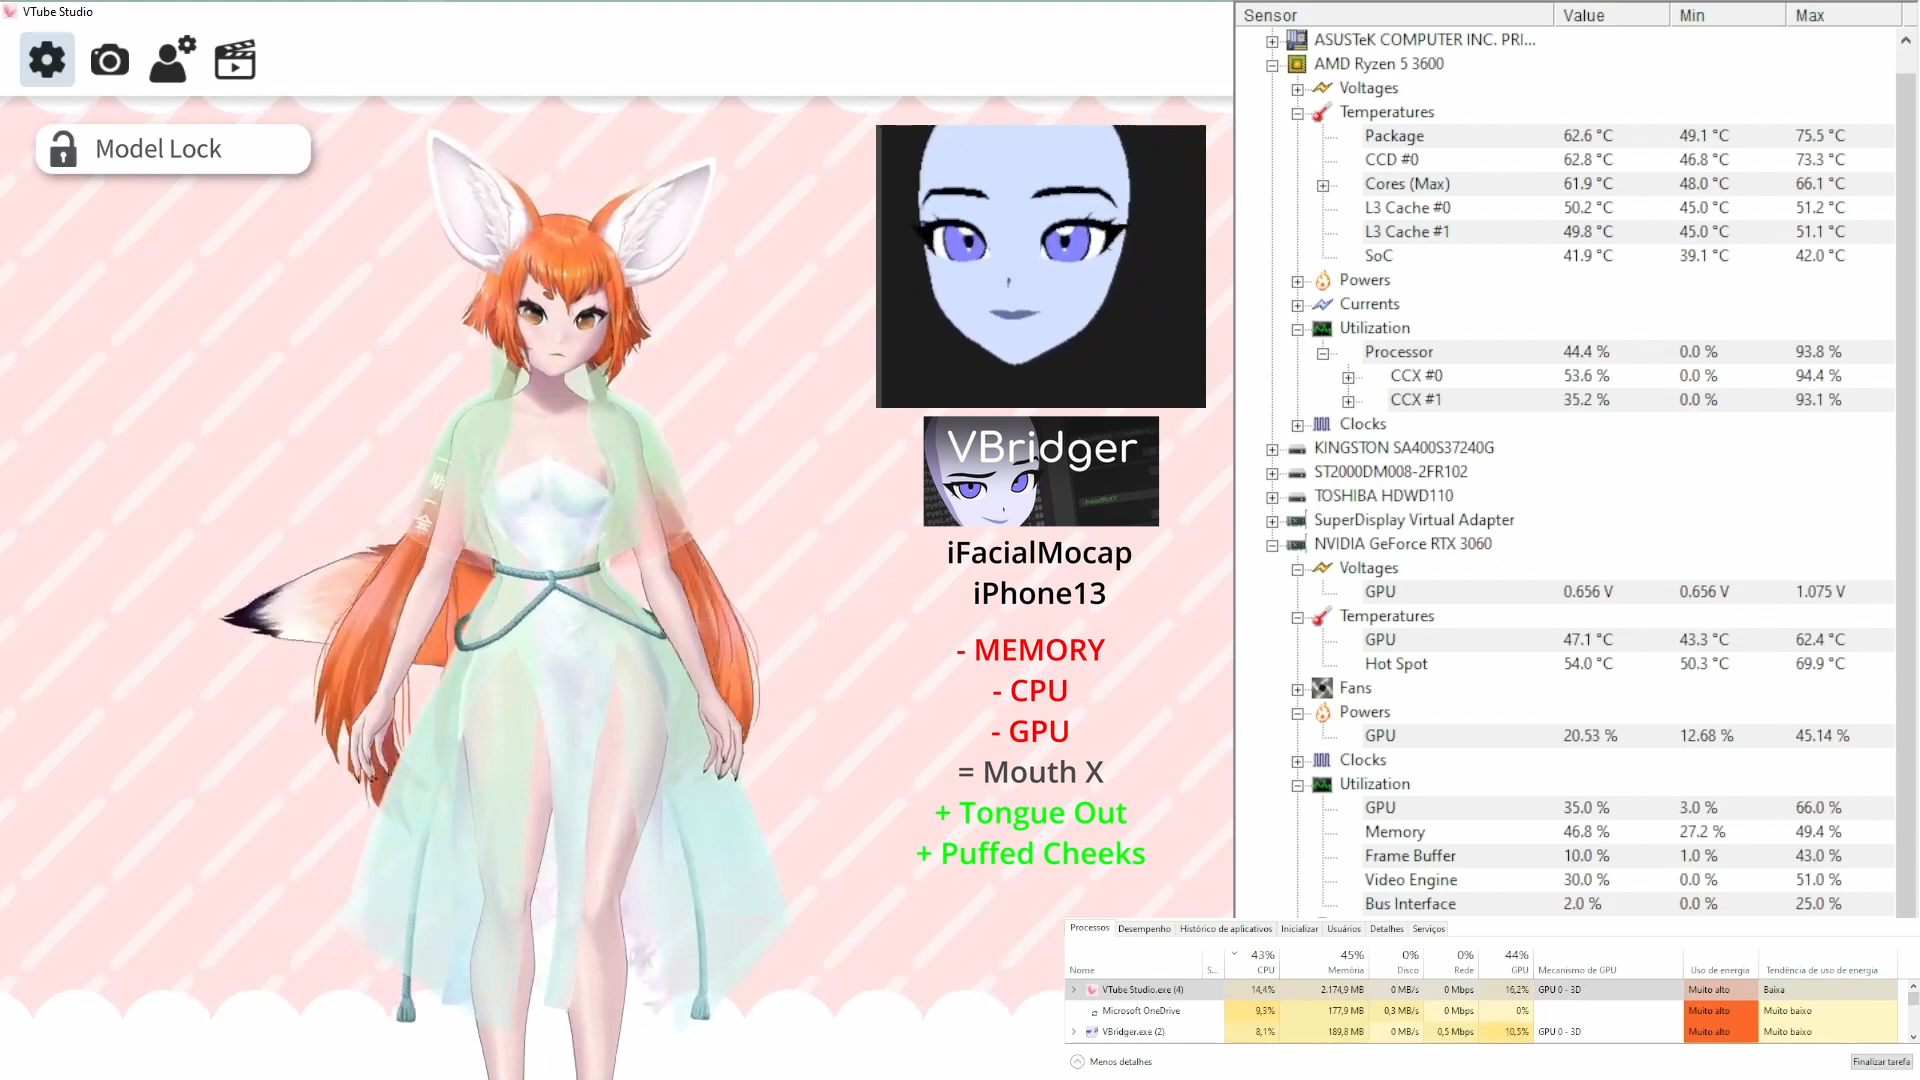 VTube Studio
Model Lock
一期一会
VBridger
iFacialMocap
iPhone13
- MEMORY
- CPU
- GPU
= Mouth X
+ Tongue Out
+ Puffed Cheeks
Sensor Value Min Max
ASUSTeK COMPUTER INC. PRI...
AMD Ryzen 5 3600
Voltages
Temperatures
Package 62.6 °C 49.1 °C 75.5 °C
CCD #0 62.8 °C 46.8 °C 73.3 °C
Cores (Max) 61.9 °C 48.0 °C 66.1 °C
L3 Cache #0 50.2 °C 45.0 °C 51.2 °C
L3 Cache #1 49.8 °C 45.0 °C 51.1 °C
SoC 41.9 °C 39.1 °C 42.0 °C
Powers
Currents
Utilization
Processor 44.4 % 0.0 % 93.8 %
CCX #0 53.6 % 0.0 % 94.4 %
CCX #1 35.2 % 0.0 % 93.1 %
Clocks
KINGSTON SA400S37240G
ST2000DM008-2FR102
TOSHIBA HDWD110
SuperDisplay Virtual Adapter
NVIDIA GeForce RTX 3060
Voltages
GPU 0.656 V 0.656 V 1.075 V
Temperatures
GPU 47.1 °C 43.3 °C 62.4 °C
Hot Spot 54.0 °C 50.3 °C 69.9 °C
Fans
Powers
GPU 20.53 % 12.68 % 45.14 %
Clocks
Utilization
GPU 35.0 % 3.0 % 66.0 %
Memory 46.8 % 27.2 % 49.4 %
Frame Buffer 10.0 % 1.0 % 43.0 %
Video Engine 30.0 % 0.0 % 51.0 %
Bus Interface 2.0 % 0.0 % 25.0 %
Processos Desempenho Histórico de aplicativos Inicializar Usuários Detalhes Serviços
43% 45% 0% 0% 44%
Nome S... CPU Memória Disco Rede GPU Mecanismo de GPU Uso de energia Tendência de uso de energia
VTube Studio.exe (4) 14,4% 2.174,9 MB 0 MB/s 0 Mbps 16,2% GPU 0 - 3D Muito alto Baixa
Microsoft OneDrive 9,3% 177,9 MB 0,3 MB/s 0 Mbps 0% Muito alto Muito baixo
VBridger.exe (2) 8,1% 189,8 MB 0 MB/s 0,5 Mbps 10,5% GPU 0 - 3D Muito alto Muito baixo
Menos detalhes
Finalizar tarefa